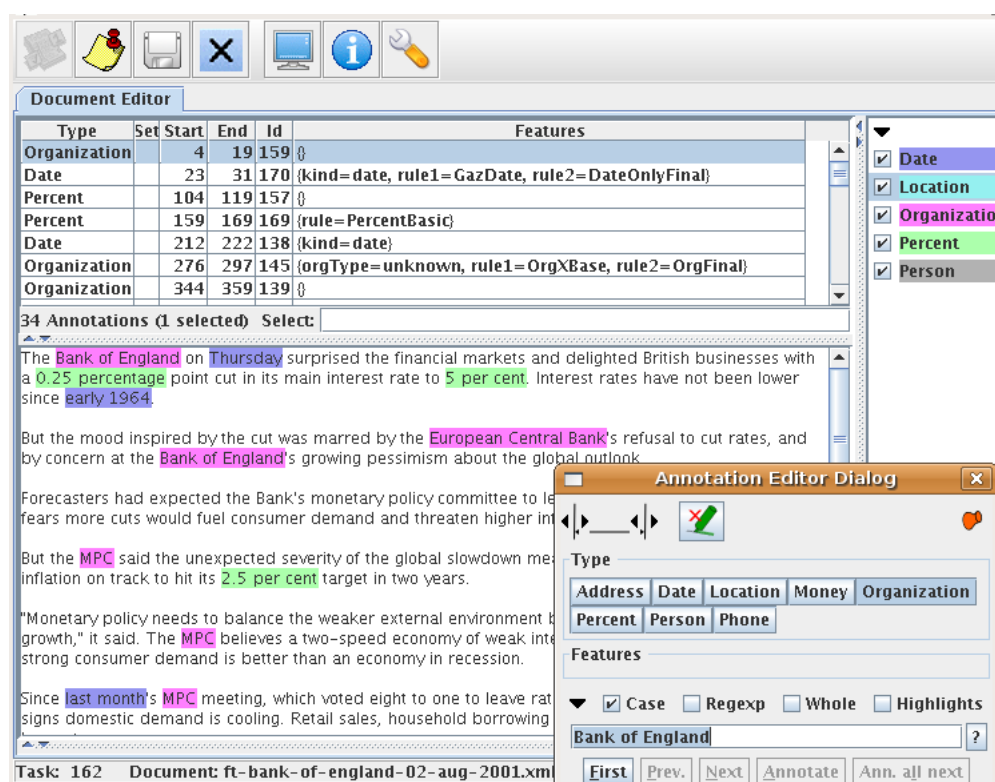 Document Editor
Type Set Start End Id Features
Organization 4 19 159 {}
Date 23 31 170 {kind=date, rule1=GazDate, rule2=DateOnlyFinal}
Percent 104 119 157 {}
Percent 159 169 169 {rule=PercentBasic}
Date 212 222 138 {kind=date}
Organization 276 297 145 {orgType=unknown, rule1=OrgXBase, rule2=OrgFinal}
Organization 344 359 139 {}
34 Annotations (1 selected) Select:
Date
Location
Organizatio
Percent
Person
The Bank of England on Thursday surprised the financial markets and delighted British businesses with
a 0.25 percentage point cut in its main interest rate to 5 per cent. Interest rates have not been lower
since early 1964.
But the mood inspired by the cut was marred by the European Central Bank's refusal to cut rates, and
by concern at the Bank of England's growing pessimism about the global outlook
Forecasters had expected the Bank's monetary policy committee to le
fears more cuts would fuel consumer demand and threaten higher in
But the MPC said the unexpected severity of the global slowdown mea
inflation on track to hit its 2.5 per cent target in two years.
"Monetary policy needs to balance the weaker external environment b
growth," it said. The MPC believes a two-speed economy of weak inte
strong consumer demand is better than an economy in recession.
Since last month's MPC meeting, which voted eight to one to leave rat
signs domestic demand is cooling. Retail sales, household borrowing
Task: 162 Document: ft-bank-of-england-02-aug-2001.xml
Annotation Editor Dialog
Type
Address Date Location Money Organization
Percent Person Phone
Features
Case Regexp Whole Highlights
Bank of England ?
First Prev. Next Annotate Ann. all next